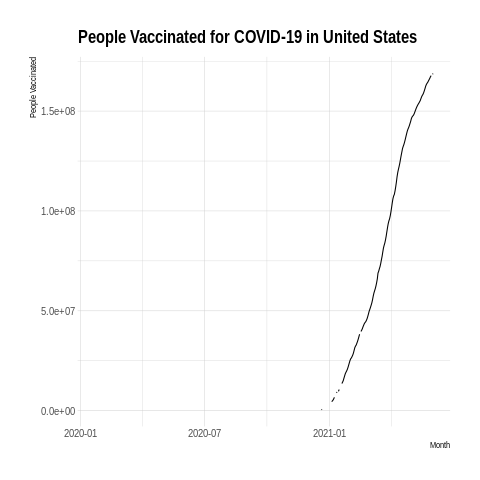 People Vaccinated for COVID-19 in United States
People Vaccinated
1.5e+08
1.0e+08
5.0e+07
0.0e+00
2020-01 2020-07 2021-01
Month